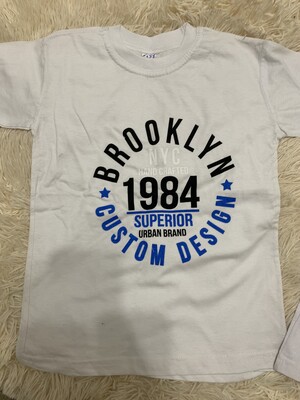 BROOKLYN
NYC
1984
SUPERIOR
URBAN BRAND
CUSTOM DESIGN